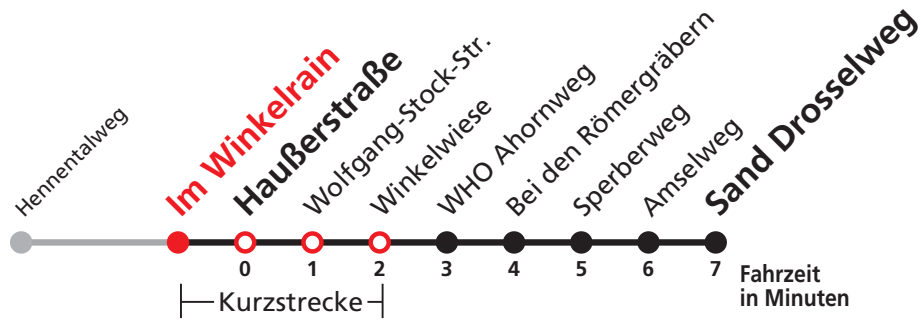 Hennentalweg
Im Winkelrain
Haußerstraße
Wolfgang-Stock-Str.
Winkelwiese
WHO Ahornweg
Bei den Römergräbern
Sperberweg
Amselweg
Sand Drosselweg
0 1 2 3 4 5 6 7
Fahrzeit
in Minuten
Kurzstrecke